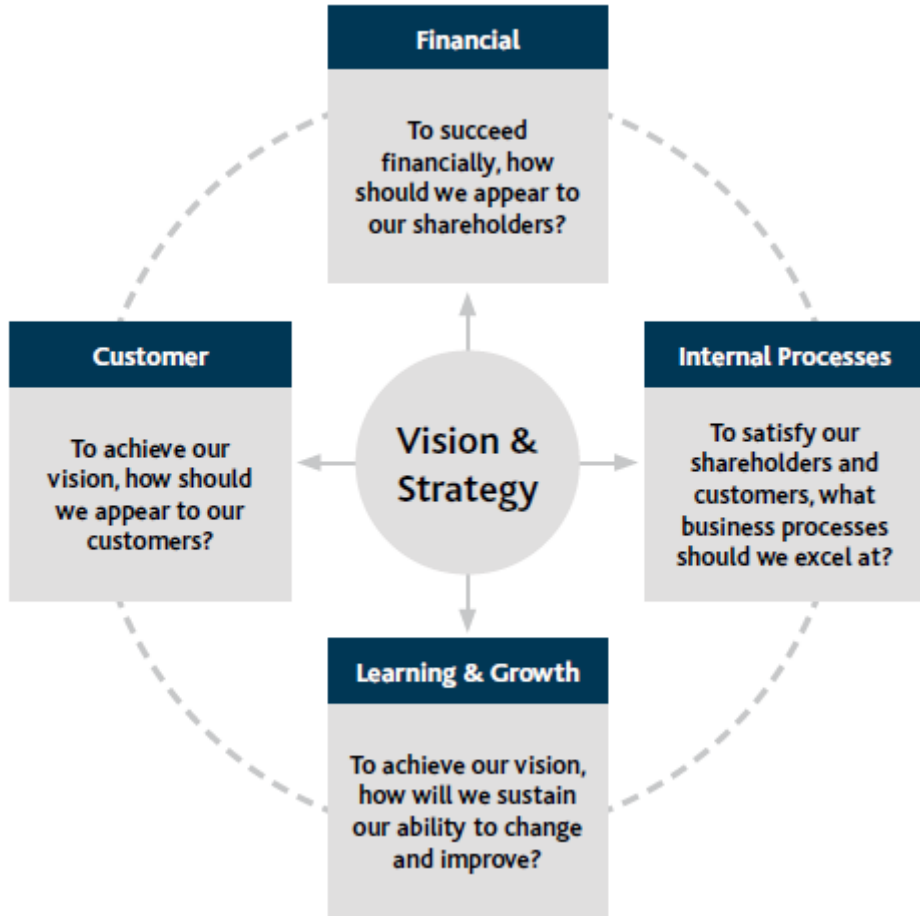 Financial
To succeed
financially, how
should we appear to
our shareholders?
Customer
To achieve our
vision, how should
we appear to our
customers?
Vision &
Strategy
Internal Processes
To satisfy our
shareholders and
customers, what
business processes
should we excel at?
Learning & Growth
To achieve our vision,
how will we sustain
our ability to change
and improve?